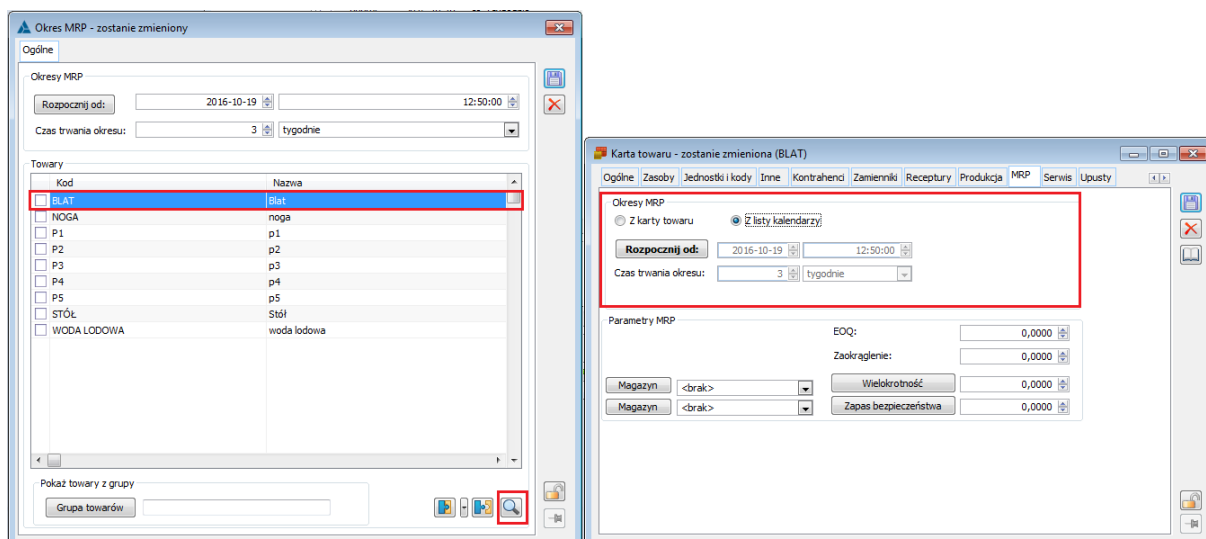 Okres MRP - zostanie zmieniony
Ogólne
Okresy MRP
Rozpocznij od: 2016-10-19 12:50:00
Czas trwania okresu: 3 tygodnie
Towary
Kod Nazwa
BLAT Blat
NOGA noga
P1 p1
P2 p2
P3 p3
P4 p4
P5 p5
STÓŁ Stół
WODA LODOWA woda lodowa
Pokaż towary z grupy
Grupa towarów
Karta towaru - zostanie zmieniona (BLAT)
Ogólne Zasoby Jednostki i kody Inne Kontrahenci Zamienniki Receptury Produkcja MRP Serwis Upusty
Okresy MRP
Z karty towaru Z listy kalendarzy
Rozpocznij od: 2016-10-19 12:50:00
Czas trwania okresu: 3 tygodnie
Parametry MRP
EOQ: 0,0000
Zaokrąglenie: 0,0000
Magazyn <brak> Wielokrotność 0,0000
Magazyn <brak> Zapas bezpieczeństwa 0,0000